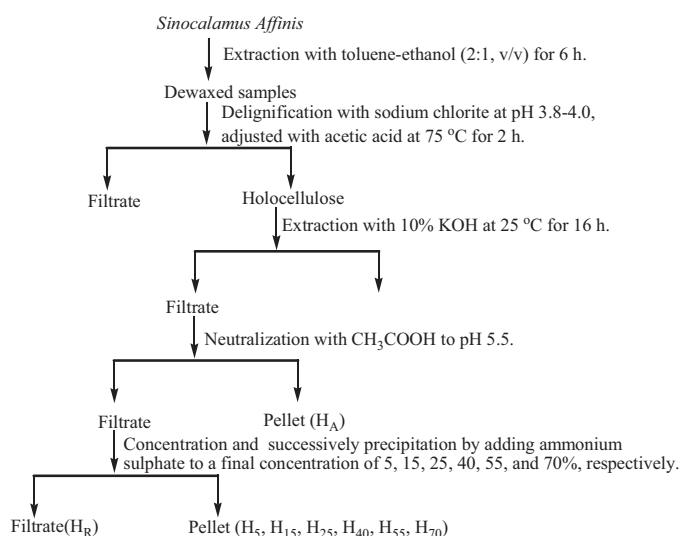 Sinocalamus Affinis
Extraction with toluene-ethanol (2:1, v/v) for 6 h.
Dewaxed samples
Delignification with sodium chlorite at pH 3.8-4.0,
adjusted with acetic acid at 75 °C for 2 h.
Filtrate Holocellulose
Extraction with 10% KOH at 25 °C for 16 h.
Filtrate
Neutralization with CH₃COOH to pH 5.5.
Filtrate Pellet (H_A)
Concentration and successively precipitation by adding ammonium
sulphate to a final concentration of 5, 15, 25, 40, 55, and 70%, respectively.
Filtrate(H_R) Pellet (H₅, H₁₅, H₂₅, H₄₀, H₅₅, H₇₀)